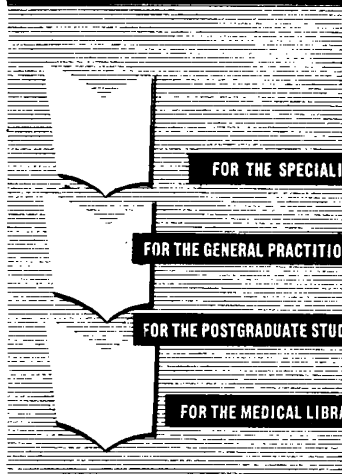 FOR THE SPECIALI
FOR THE GENERAL PRACTITIO
FOR THE POSTGRADUATE STUD
FOR THE MEDICAL LIBRA